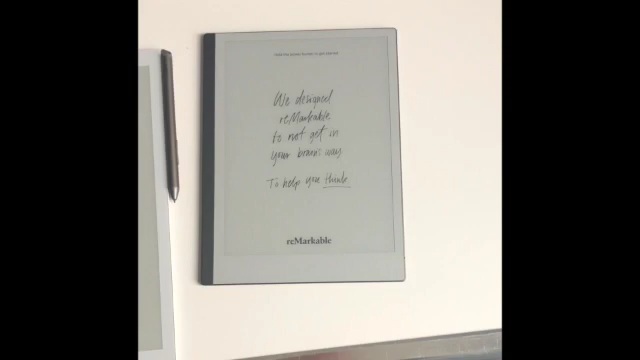 We designed
reMarkable
to not get in
your brain's way
To help you think
reMarkable